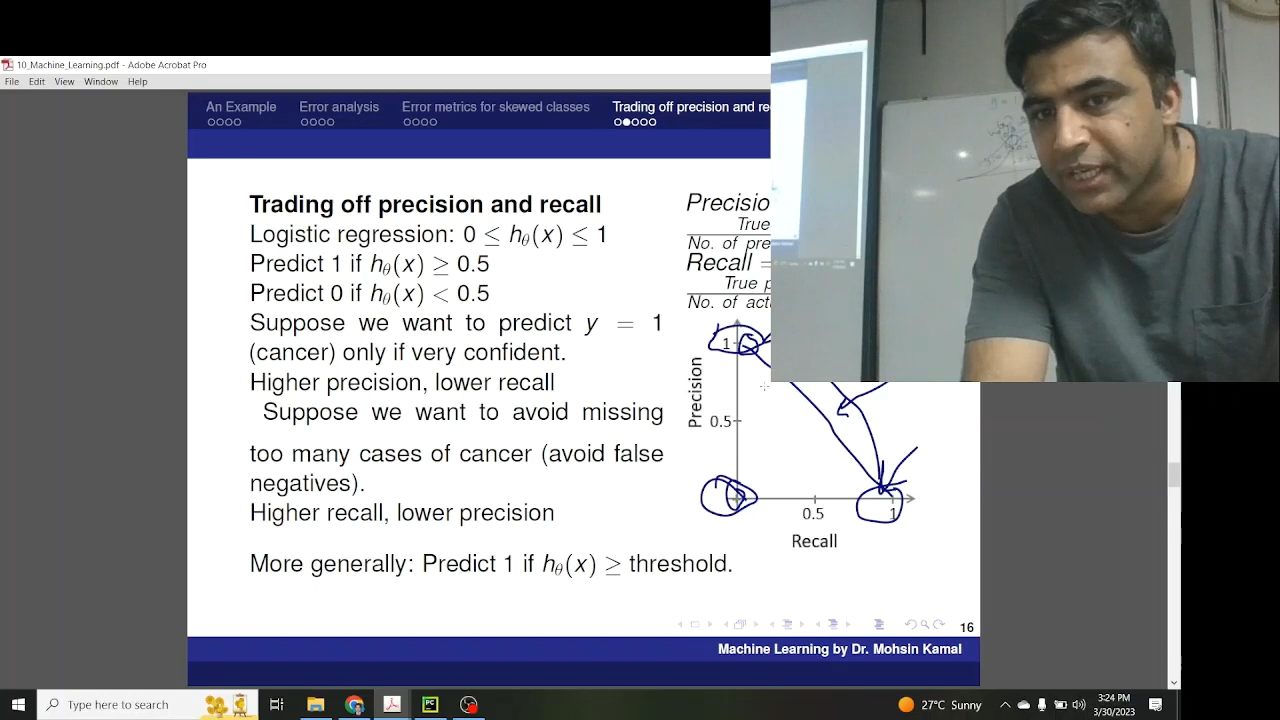 10_Machine_Learning.pdf - Adobe Acrobat Pro
File Edit View Window Help
An Example Error analysis Error metrics for skewed classes Trading off precision and re
Trading off precision and recall
Logistic regression: 0 ≤ hθ(x) ≤ 1
Predict 1 if hθ(x) ≥ 0.5
Predict 0 if hθ(x) < 0.5
Suppose we want to predict y = 1
(cancer) only if very confident.
Higher precision, lower recall
Suppose we want to avoid missing
too many cases of cancer (avoid false
negatives).
Higher recall, lower precision
More generally: Predict 1 if hθ(x) ≥ threshold.
Precisio
True
No. of pre
Recall =
True p
No. of act
1
Precision
0.5
0.5 1
Recall
16
Machine Learning by Dr. Mohsin Kamal
Type here to search
27°C Sunny
3:24 PM
3/30/2023